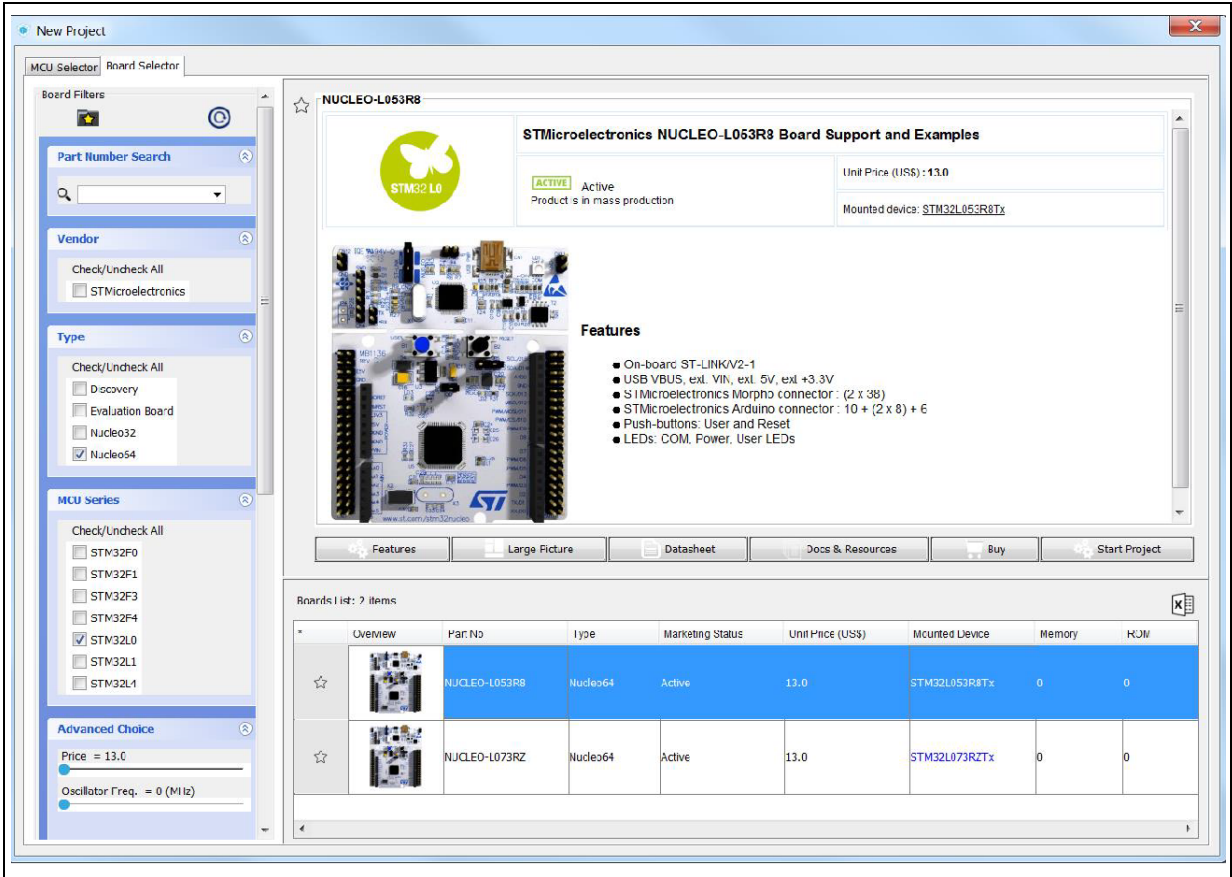 New Project
MCU Selector Board Selector
Board Filters
Part Number Search
Vendor
Check/Uncheck All
STMicroelectronics
Type
Check/Uncheck All
Discovery
Evaluation Board
Nucleo32
Nucleo64
MCU Series
Check/Uncheck All
STM32F0
STM32F1
STM32F3
STM32F4
STM32L0
STM32L1
STM32L4
Advanced Choice
Price = 13.0
Oscillator Freq. = 0 (MHz)
NUCLEO-L053R8
STM32 L0
STMicroelectronics NUCLEO-L053R8 Board Support and Examples
ACTIVE Active
Product is in mass production
Unit Price (US$) : 13.0
Mounted device: STM32L053R8Tx
MB1136
www.st.com/stm32nucleo
Features
On-board ST-LINK/V2-1
USB VBUS, ext. VIN, ext. 5V, ext +3.3V
STMicroelectronics Morpho connector : (2 x 38)
STMicroelectronics Arduino connector : 10 + (2 x 8) + 6
Push-buttons: User and Reset
LEDs: COM, Power, User LEDs
Features Large Picture Datasheet Docs & Resources Buy Start Project
Boards List: 2 items
* Overview Part No Type Marketing Status Unit Price (US$) Mounted Device Memory ROM
NUCLEO-L053R8 Nucleo64 Active 13.0 STM32L053R8Tx 0 0
NUCLEO-L073RZ Nucleo64 Active 13.0 STM32L073RZTx 0 0